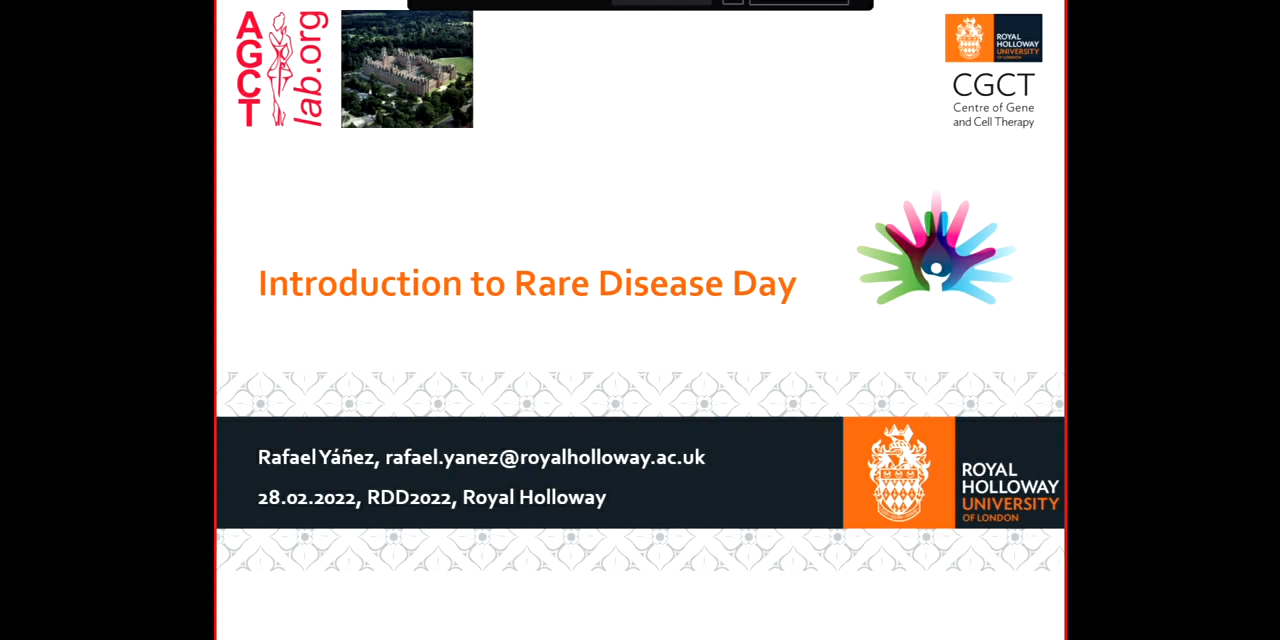 AGCT
lab.org
ROYAL
HOLLOWAY
UNIVERSITY
OF LONDON
CGCT
Centre of Gene
and Cell Therapy
Introduction to Rare Disease Day
Rafael Yáñez, rafael.yanez@royalholloway.ac.uk
28.02.2022, RDD2022, Royal Holloway
ROYAL
HOLLOWAY
UNIVERSITY
OF LONDON